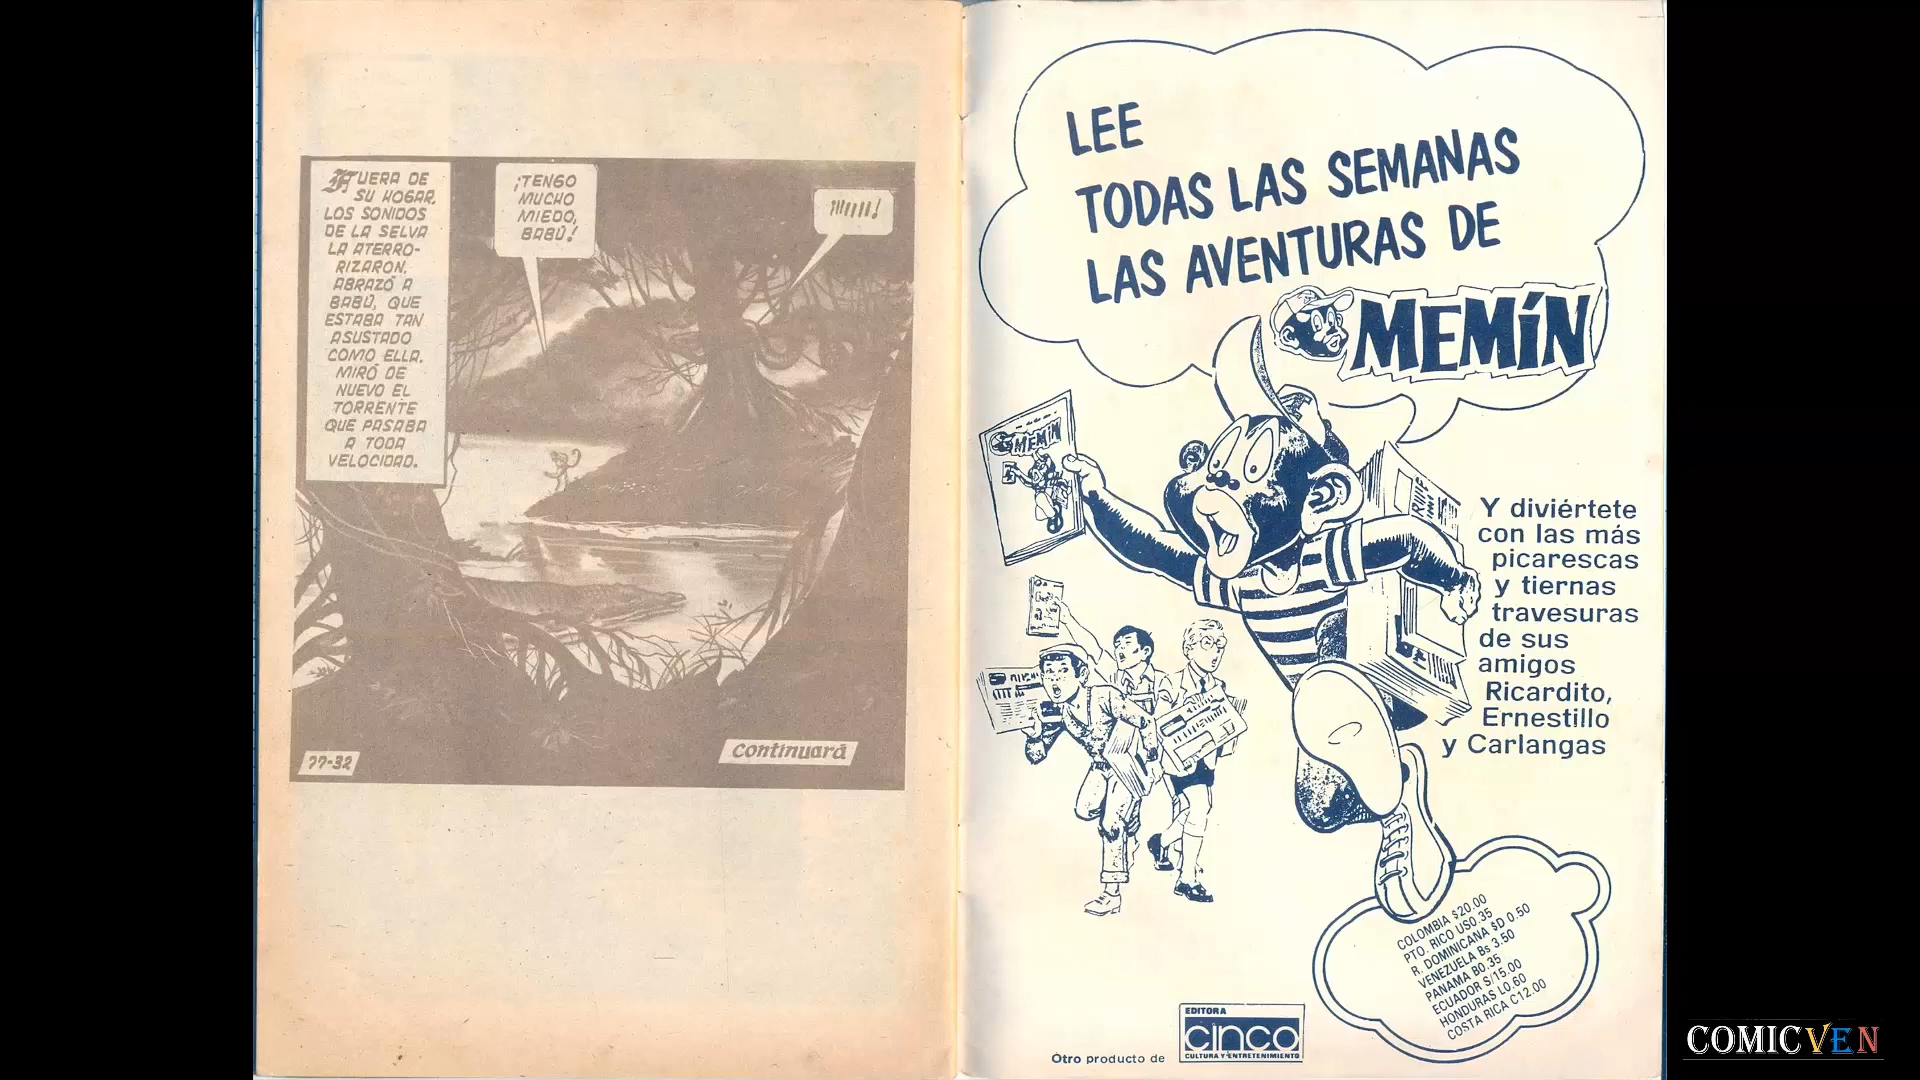 FUERA DE
SU HOGAR,
LOS SONIDOS
DE LA SELVA
LA ATERRO-
RIZARON.
ABRAZÓ A
BABÚ, QUE
ESTABA TAN
ASUSTADO
COMO ELLA.
MIRÓ DE
NUEVO EL
TORRENTE
QUE PASABA
A TODA
VELOCIDAD.
¡TENGO
MUCHO
MIEDO,
BABÚ!
77-32
Continuará
LEE
TODAS LAS SEMANAS
LAS AVENTURAS DE
MEMÍN
MEMÍN
Y diviértete
con las más
picarescas
y tiernas
travesuras
de sus
amigos
Ricardito,
Ernestillo
y Carlangas
COLOMBIA $20.00
PTO. RICO US0.35
R. DOMINICANA $D 0.50
VENEZUELA Bs 3.50
PANAMA B0.35
ECUADOR S/15.00
HONDURAS L0.60
COSTA RICA C12.00
Otro producto de
EDITORA
cinco
CULTURA Y ENTRETENIMIENTO
COMICVEN